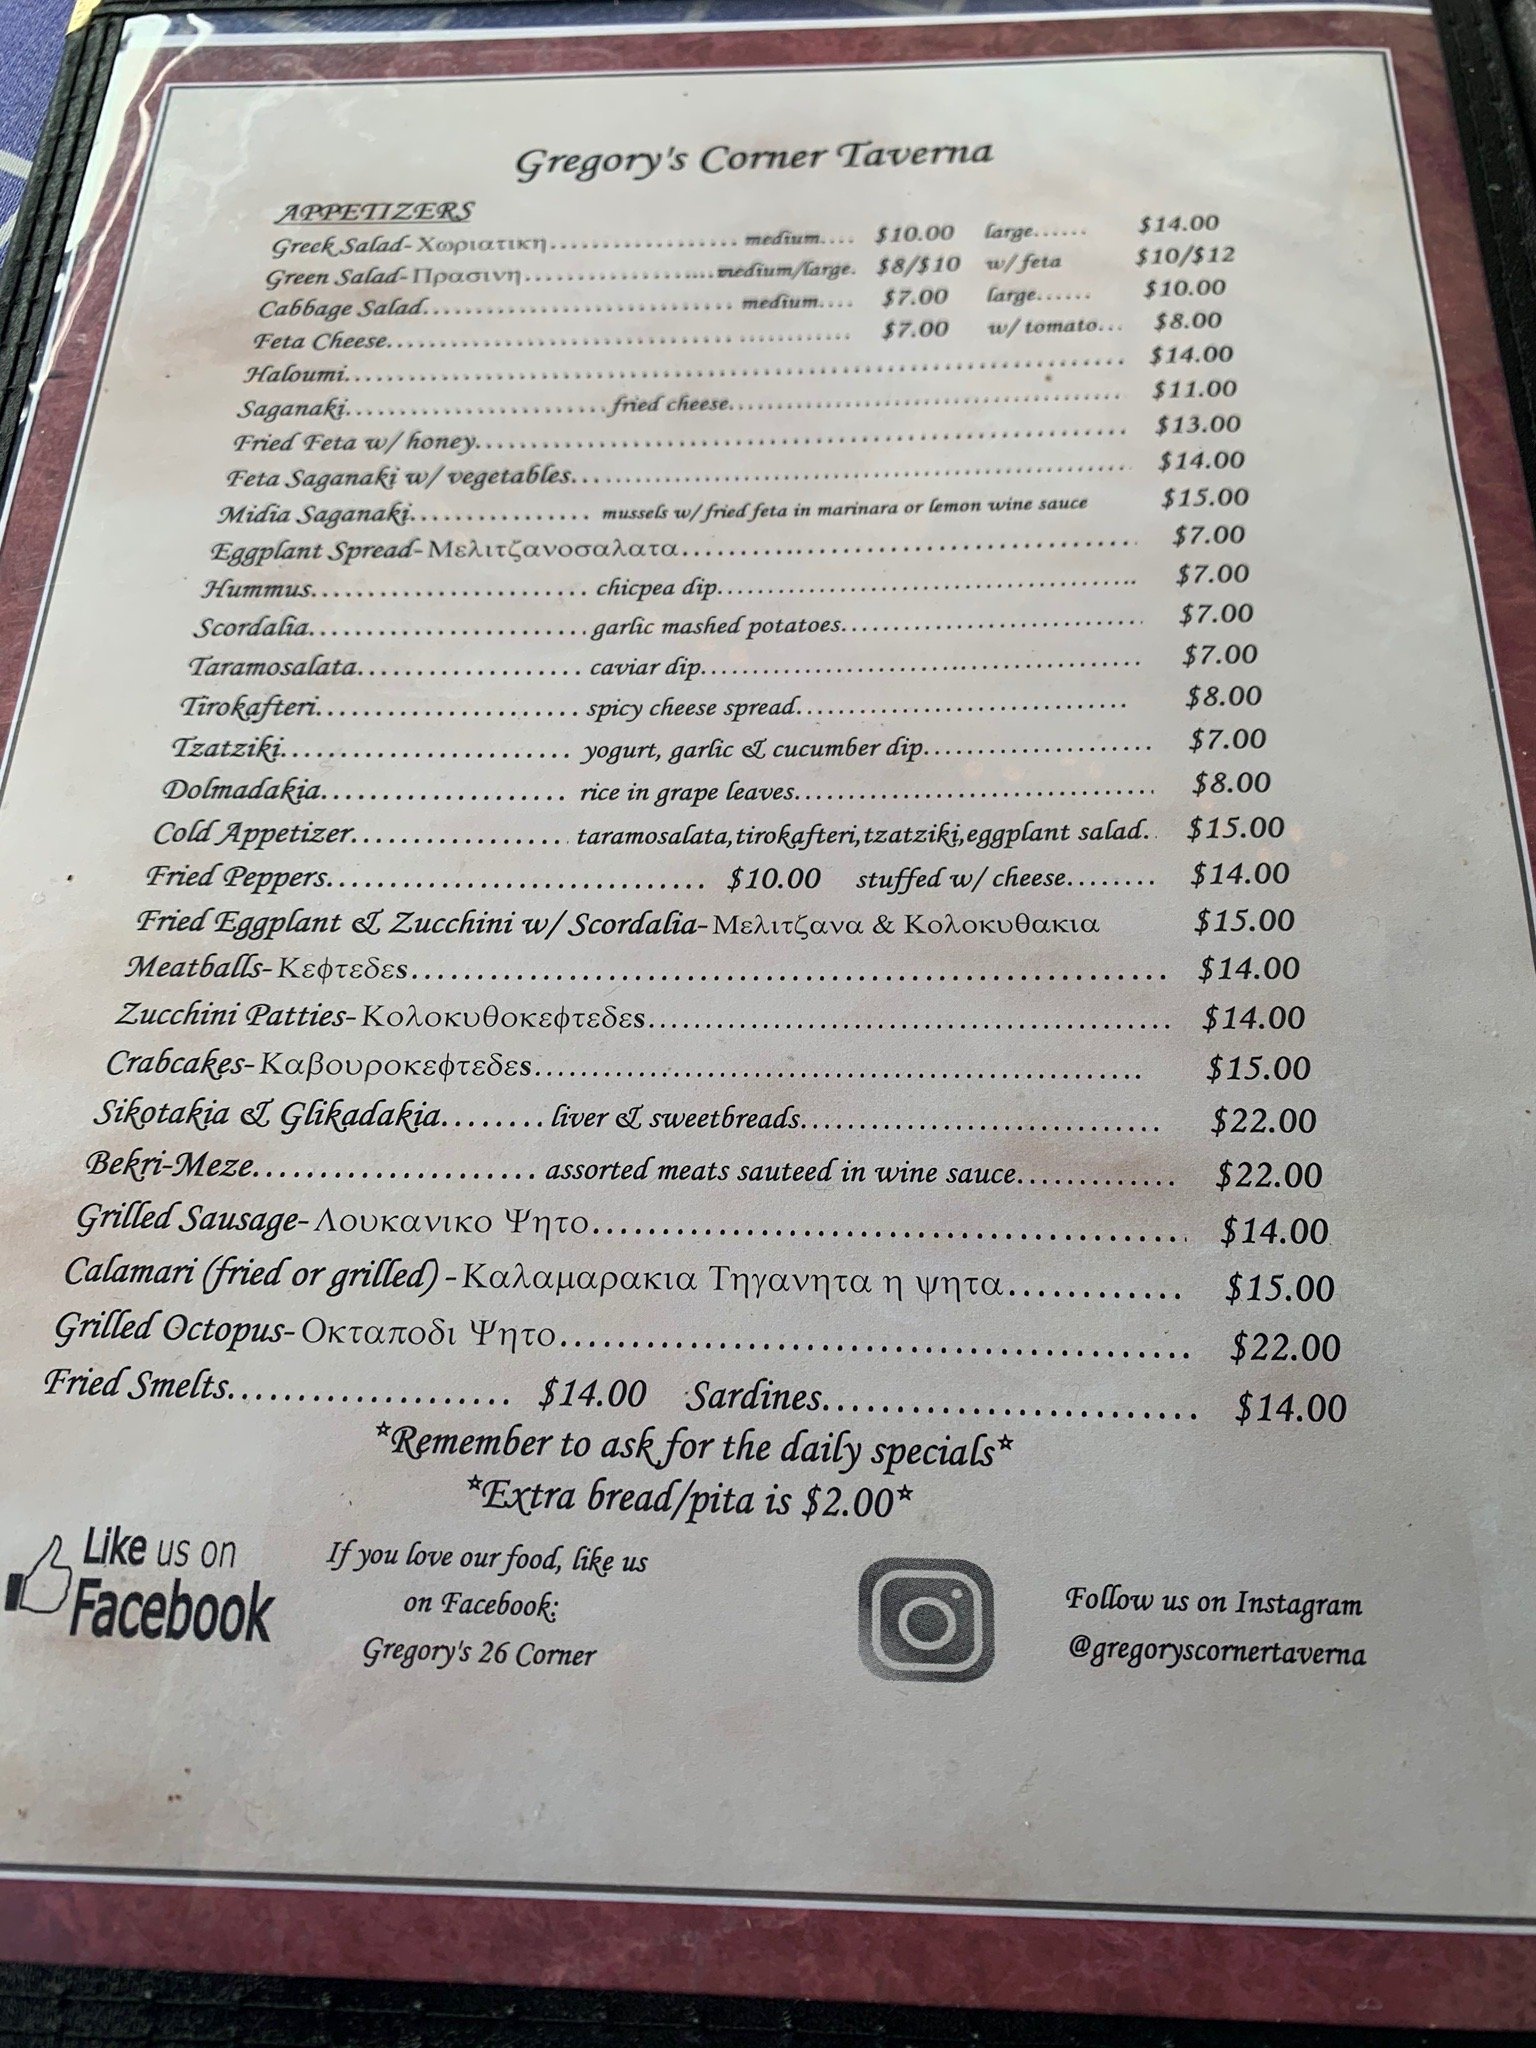 Gregory's Corner Taverna
APPETIZERS
Greek Salad-Χωριατικη.................. medium.... $10.00 large...... $14.00
Green Salad-Πρασινη.....................medium/large. $8/$10 w/feta $10/$12
Cabbage Salad................................ medium.... $7.00 large...... $10.00
Feta Cheese................................................ $7.00 w/ tomato... $8.00
Haloumi................................................................................ $14.00
Saganaki..........................fried cheese....................................... $11.00
Fried Feta w/ honey................................................................ $13.00
Feta Saganaki w/ vegetables...................................................... $14.00
Midia Saganaki................. mussels w/fried feta in marinara or lemon wine sauce $15.00
Eggplant Spread-Μελιτζανοσαλατα............................................. $7.00
Hummus......................... chicpea dip........................................ $7.00
Scordalia..........................garlic mashed potatoes............................. $7.00
Taramosalata..................... caviar dip.......................................... $7.00
Tirokafteri........................ spicy cheese spread............................... $8.00
Tzatziki........................... yogurt, garlic & cucumber dip...................... $7.00
Dolmadakia....................... rice in grape leaves.................................. $8.00
Cold Appetizer................... taramosalata,tirokafteri,tzatziki,eggplant salad. $15.00
Fried Peppers................................ $10.00 stuffed w/ cheese........ $14.00
Fried Eggplant & Zucchini w/ Scordalia-Μελιτζανα & Κολοκυθακια $15.00
Meatballs-Κεφτεδεs............................................................... $14.00
Zucchini Patties-Κολοκυθοκεφτεδεs............................................. $14.00
Crabcakes-Καβουροκεφτεδεs.................................................... $15.00
Sikotakia & Glikadakia........liver & sweetbreads............................... $22.00
Bekri-Meze..................... assorted meats sauteed in wine sauce............. $22.00
Grilled Sausage-Λουκανικο Ψητο.............................................. $14.00
Calamari (fried or grilled) -Καλαμαρακια Τηγανητα η ψητα............. $15.00
Grilled Octopus-Οκταποδι Ψητο............................................... $22.00
Fried Smelts..................... $14.00 Sardines............................ $14.00
*Remember to ask for the daily specials*
*Extra bread/pita is $2.00*
Like us on
Facebook
If you love our food, like us
on Facebook:
Gregory's 26 Corner
Follow us on Instagram
@gregoryscornertaverna